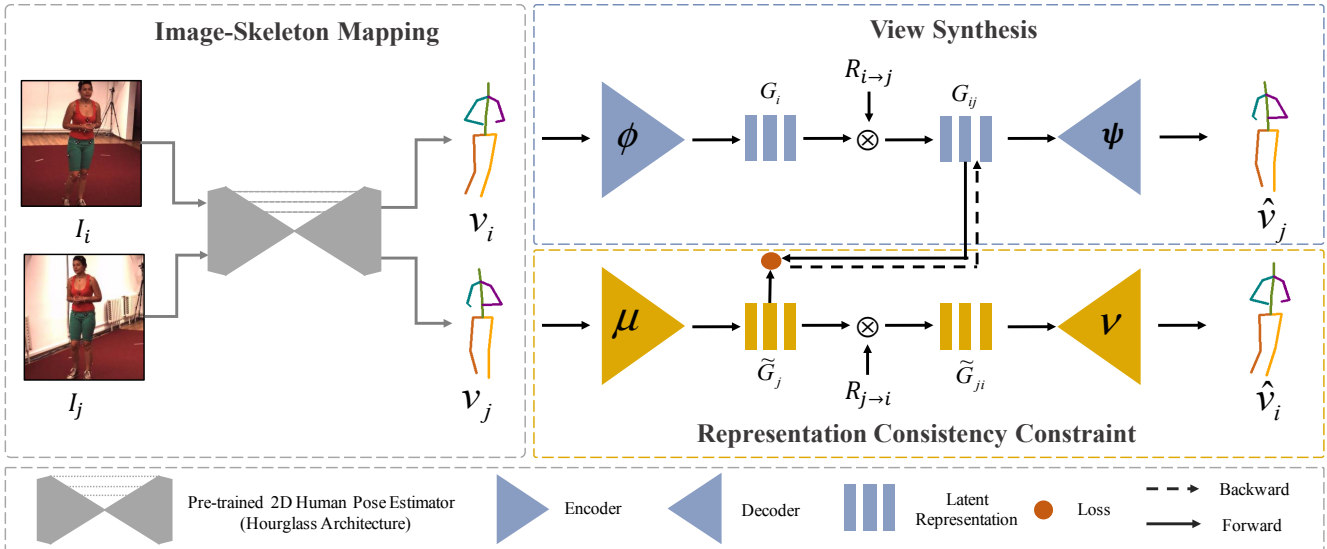 Image-Skeleton Mapping
I_i
I_j
v_i
v_j
View Synthesis
ϕ
G_i
R_{i→j}
⊗
G_{ij}
ψ
v̂_j
μ
G̃_j
⊗
R_{j→i}
G̃_{ji}
ν
v̂_i
Representation Consistency Constraint
Pre-trained 2D Human Pose Estimator
(Hourglass Architecture)
Encoder
Decoder
Latent
Representation
Loss
Backward
Forward